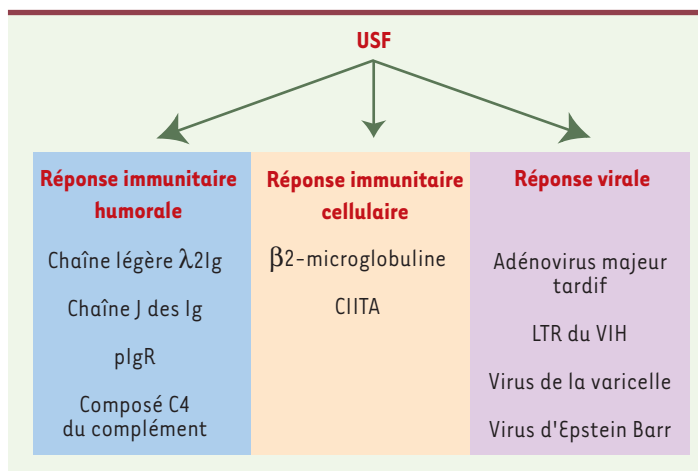 USF
Réponse immunitaire
humorale
Chaîne légère λ2Ig
Chaîne J des Ig
pIgR
Composé C4
du complément
Réponse immunitaire
cellulaire
β2-microglobuline
CIITA
Réponse virale
Adénovirus majeur
tardif
LTR du VIH
Virus de la varicelle
Virus d'Epstein Barr